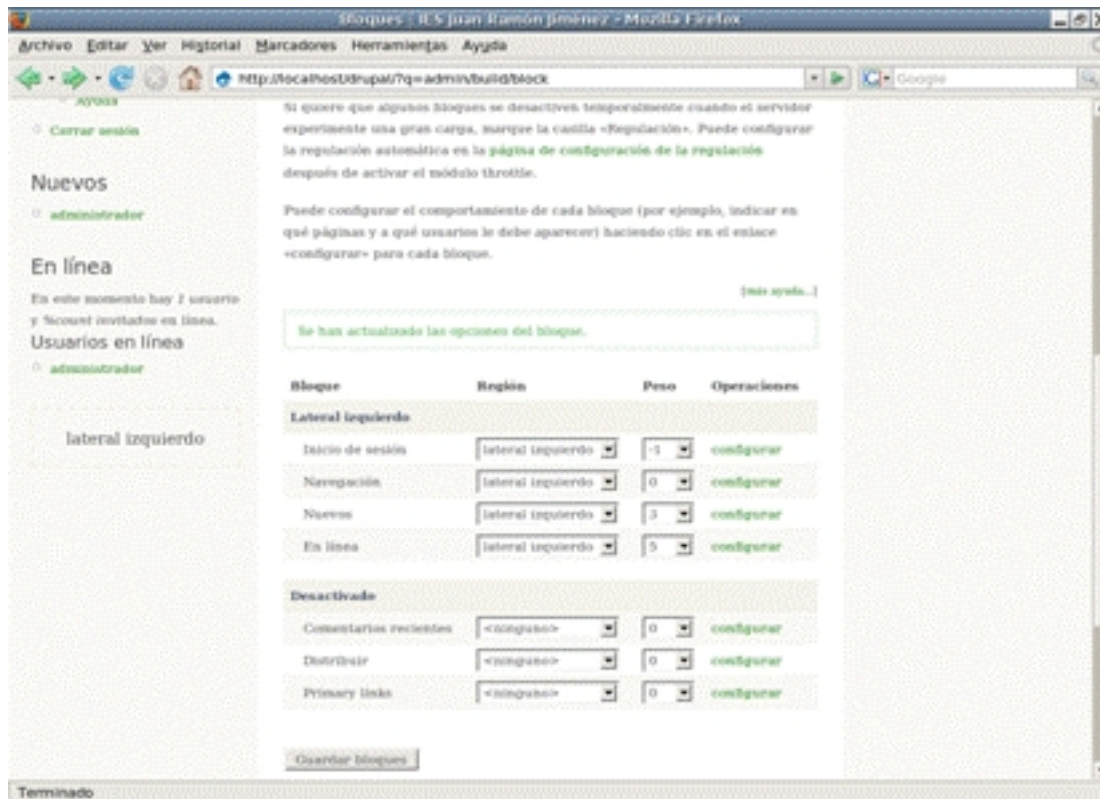 Bloques | IES Juan Ramón Jiménez - Mozilla Firefox
Archivo Editar Ver Historial Marcadores Herramientas Ayuda
http://localhost/drupal/?q=admin/build/block
Google
Ayuda
Cerrar sesión
Nuevos
administrador
En línea
En este momento hay 1 usuario
y %count invitados en línea.
Usuarios en línea
administrador
lateral izquierdo
Si quiere que algunos bloques se desactiven temporalmente cuando el servidor
experimente una gran carga, marque la casilla «Regulación». Puede configurar
la regulación automática en la página de configuración de la regulación
después de activar el módulo throttle.
Puede configurar el comportamiento de cada bloque (por ejemplo, indicar en
qué páginas y a qué usuarios le debe aparecer) haciendo clic en el enlace
«configurar» para cada bloque.
[más ayuda...]
Se han actualizado las opciones del bloque.
Bloque Región Peso Operaciones
Lateral izquierdo
Inicio de sesión lateral izquierdo -1 configurar
Navegación lateral izquierdo 0 configurar
Nuevos lateral izquierdo 3 configurar
En línea lateral izquierdo 5 configurar
Desactivado
Comentarios recientes <ninguno> 0 configurar
Distribuir <ninguno> 0 configurar
Primary links <ninguno> 0 configurar
Guardar bloques
Terminado